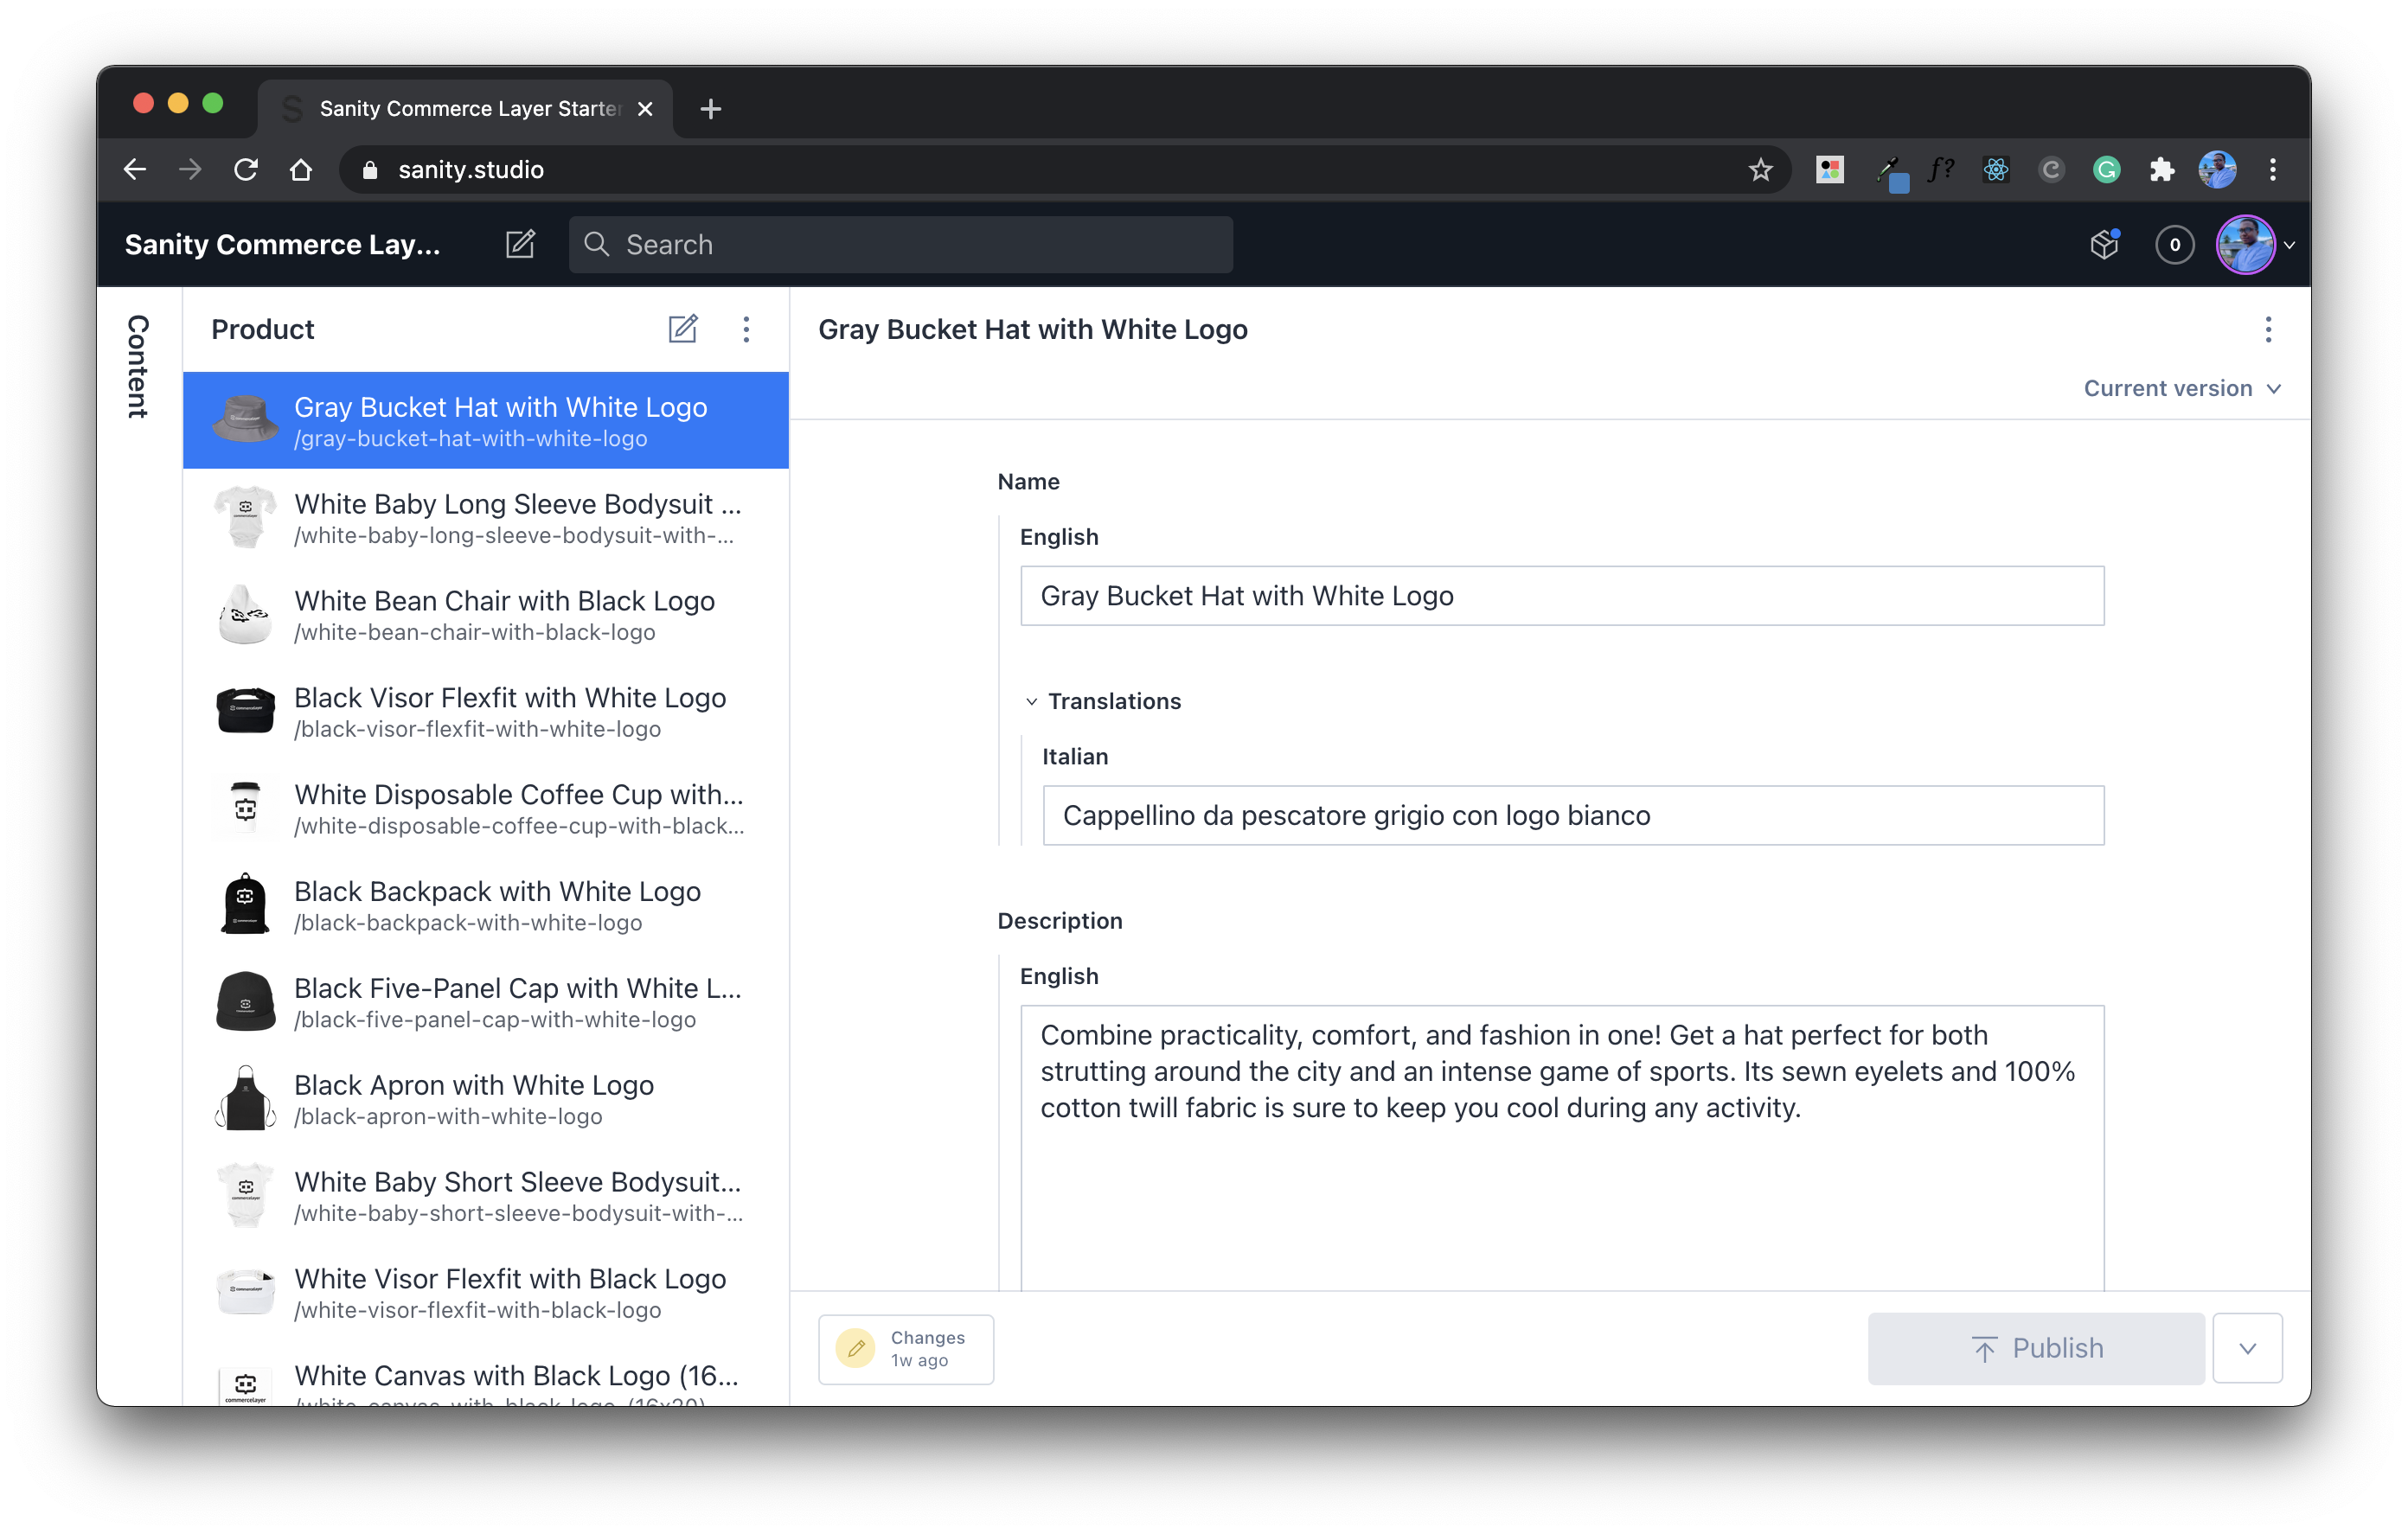 Sanity Commerce Layer Starter
sanity.studio
Sanity Commerce Lay...
Search
0
Content
Product
Gray Bucket Hat with White Logo
/gray-bucket-hat-with-white-logo
White Baby Long Sleeve Bodysuit ...
/white-baby-long-sleeve-bodysuit-with-...
White Bean Chair with Black Logo
/white-bean-chair-with-black-logo
Black Visor Flexfit with White Logo
/black-visor-flexfit-with-white-logo
White Disposable Coffee Cup with...
/white-disposable-coffee-cup-with-black...
Black Backpack with White Logo
/black-backpack-with-white-logo
Black Five-Panel Cap with White L...
/black-five-panel-cap-with-white-logo
Black Apron with White Logo
/black-apron-with-white-logo
White Baby Short Sleeve Bodysuit...
/white-baby-short-sleeve-bodysuit-with-...
White Visor Flexfit with Black Logo
/white-visor-flexfit-with-black-logo
White Canvas with Black Logo (16...
commercelayer
/white-canvas-with-black-logo-(16x20)
Gray Bucket Hat with White Logo
Current version
Name
English
Gray Bucket Hat with White Logo
Translations
Italian
Cappellino da pescatore grigio con logo bianco
Description
English
Combine practicality, comfort, and fashion in one! Get a hat perfect for both
strutting around the city and an intense game of sports. Its sewn eyelets and 100%
cotton twill fabric is sure to keep you cool during any activity.
Changes
1w ago
Publish